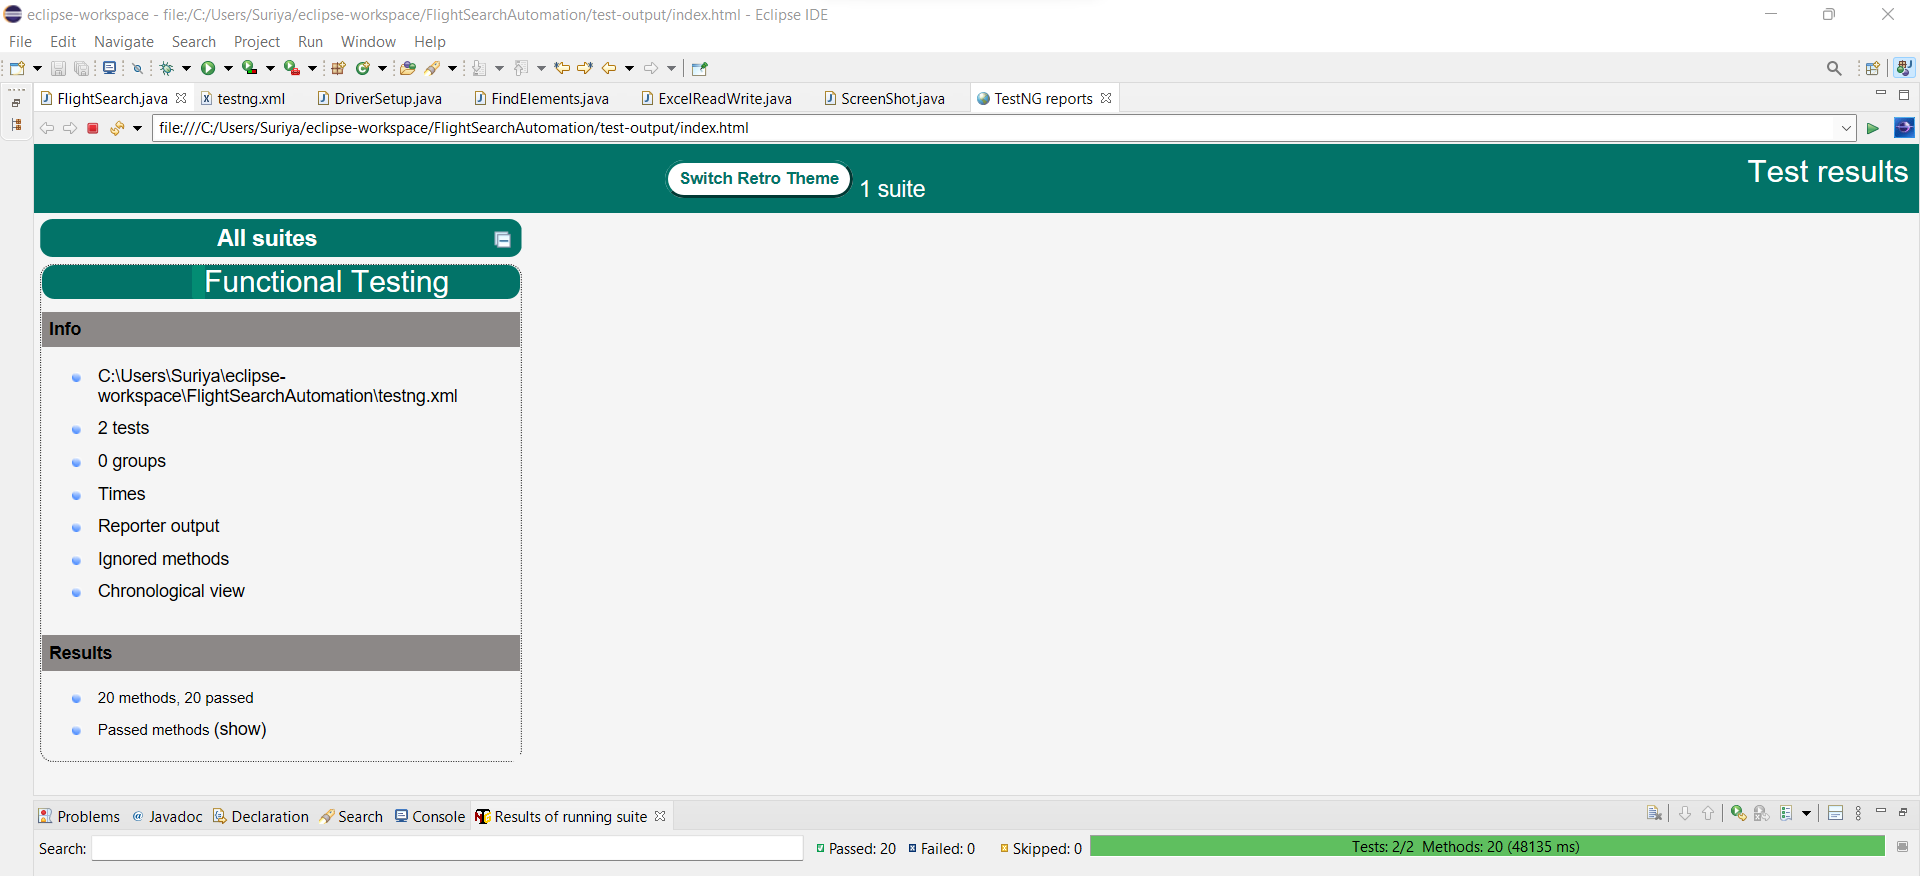 eclipse-workspace - file:/C:/Users/Suriya/eclipse-workspace/FlightSearchAutomation/test-output/index.html - Eclipse IDE
File Edit Navigate Search Project Run Window Help
FlightSearch.java testng.xml DriverSetup.java FindElements.java ExcelReadWrite.java ScreenShot.java TestNG reports
file:///C:/Users/Suriya/eclipse-workspace/FlightSearchAutomation/test-output/index.html
Test results
Switch Retro Theme 1 suite
All suites
Functional Testing
Info
C:\Users\Suriya\eclipse-
workspace\FlightSearchAutomation\testng.xml
2 tests
0 groups
Times
Reporter output
Ignored methods
Chronological view
Results
20 methods, 20 passed
Passed methods (show)
Problems @ Javadoc Declaration Search Console Results of running suite
Search: Passed: 20 Failed: 0 Skipped: 0 Tests: 2/2 Methods: 20 (48135 ms)